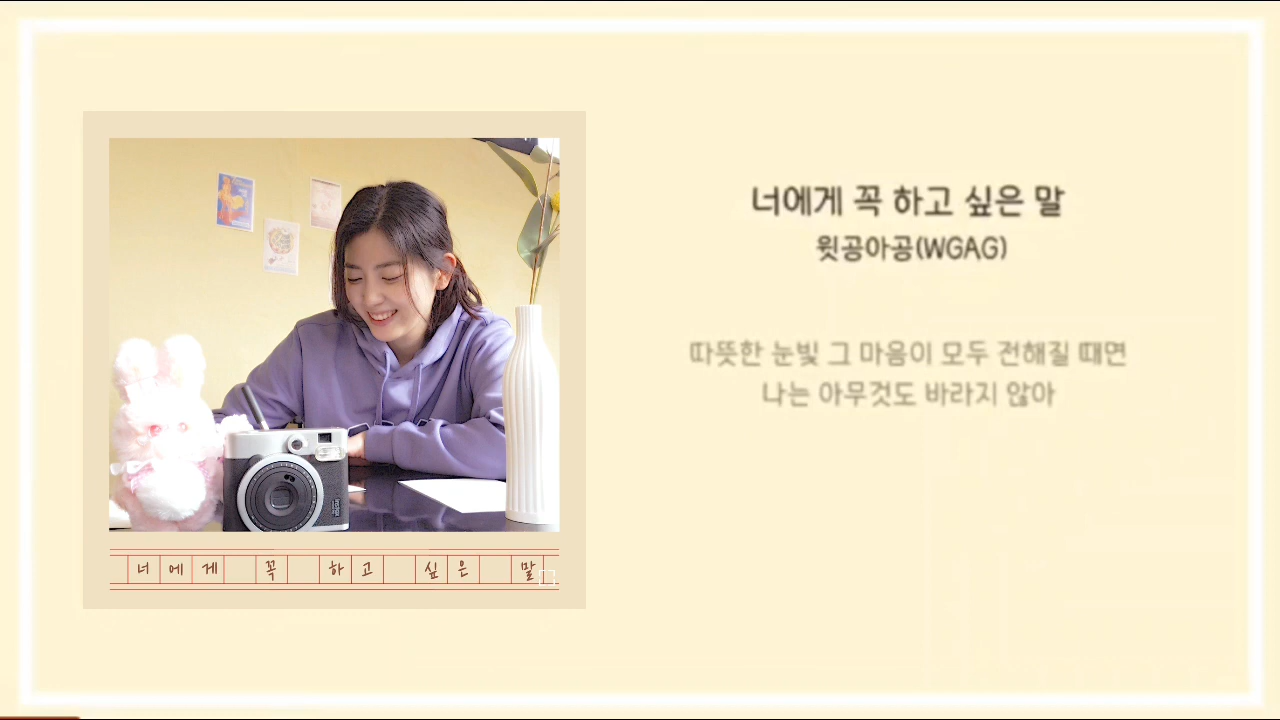 너에게 꼭 하고 싶은 말
윗공아공(WGAG)
따뜻한 눈빛 그 마음이 모두 전해질 때면
나는 아무것도 바라지 않아
너에게 꼭 하고 싶은 말